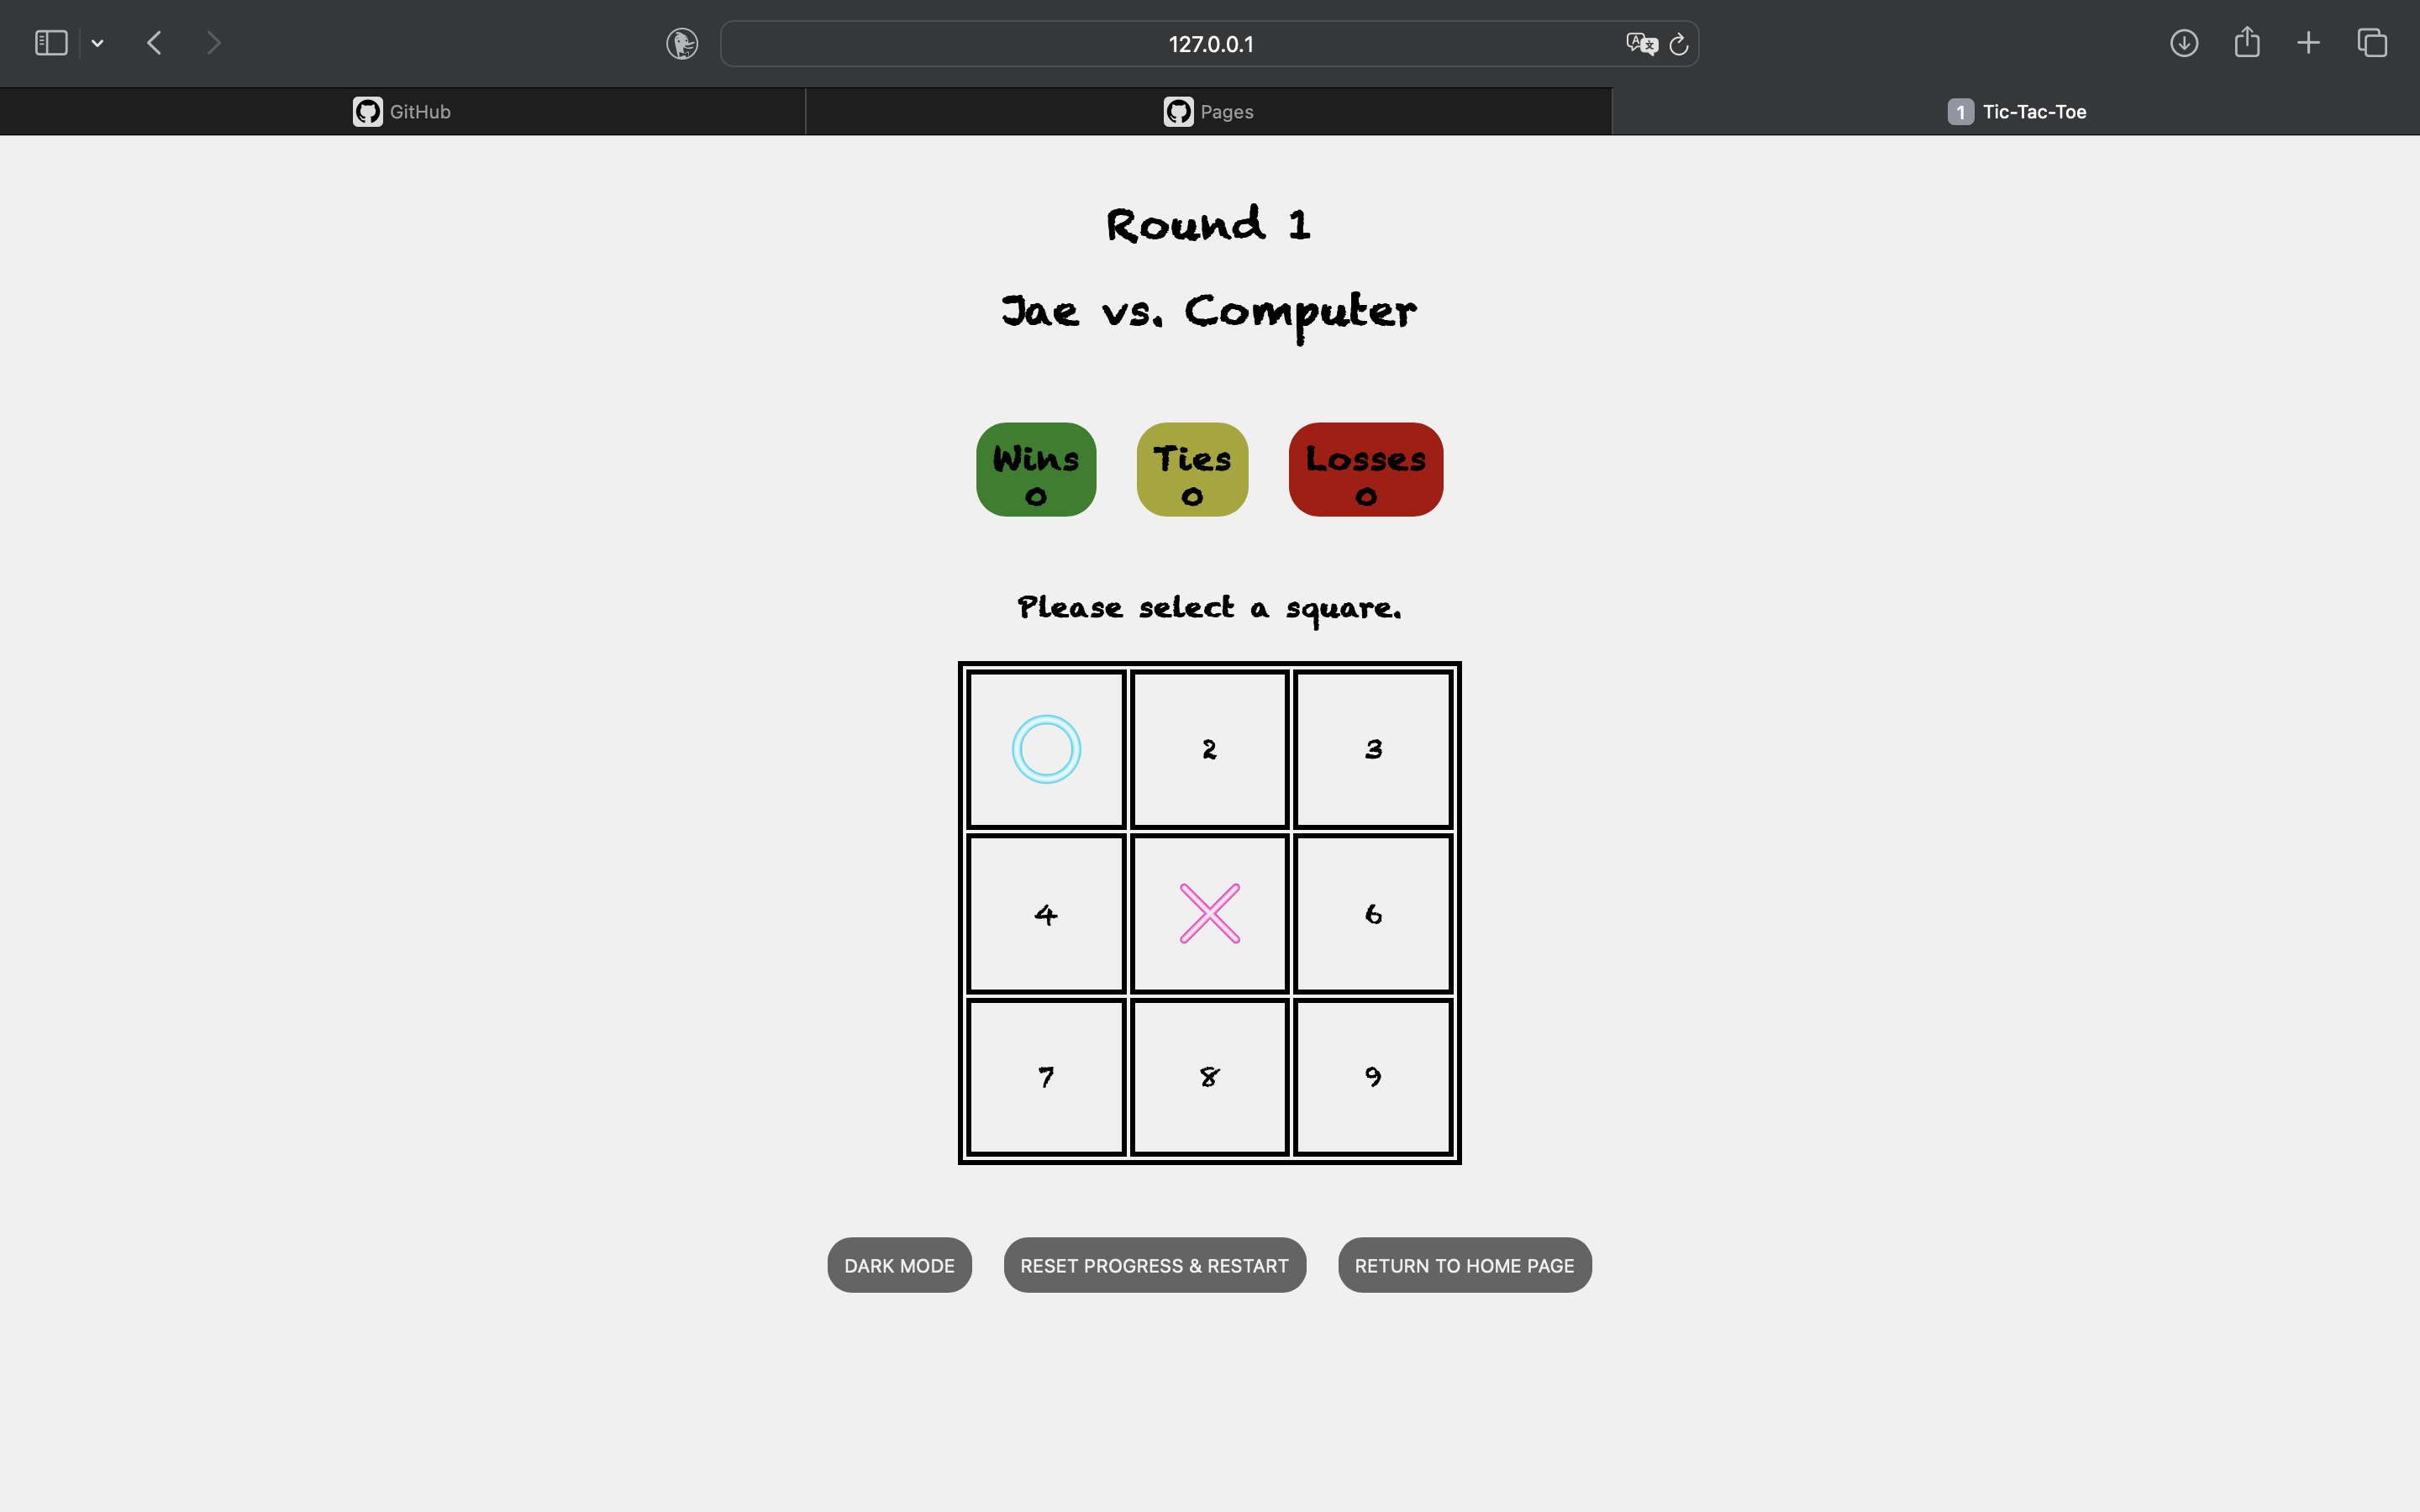 127.0.0.1
GitHub
Pages
1 Tic-Tac-Toe
Round 1
Jae vs. Computer
Wins Ties Losses
0 0 0
Please select a square.
2 3
4 6
7 8 9
DARK MODE RESET PROGRESS & RESTART RETURN TO HOME PAGE